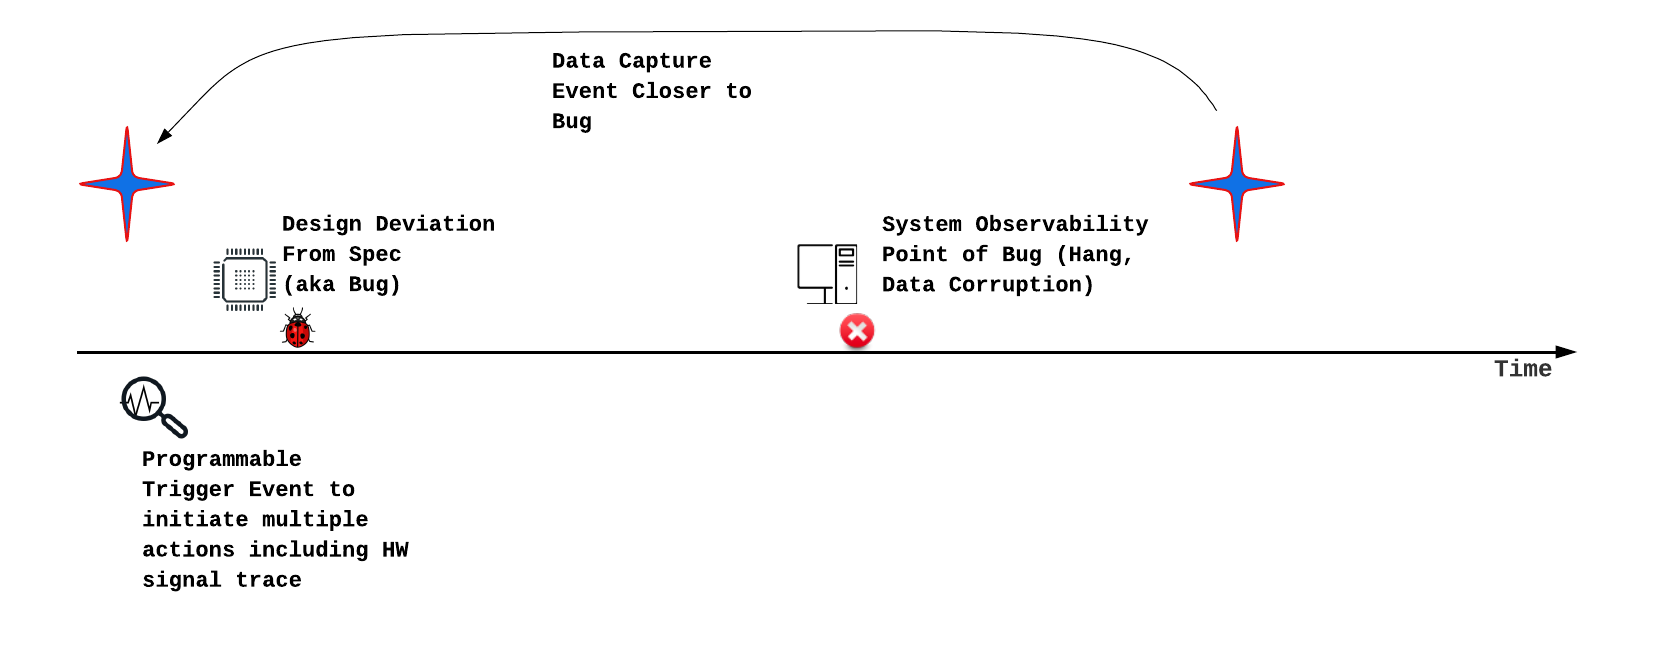 Data Capture
Event Closer to
Bug
Design Deviation
From Spec
(aka Bug)
System Observability
Point of Bug (Hang,
Data Corruption)
Time
Programmable
Trigger Event to
initiate multiple
actions including HW
signal trace